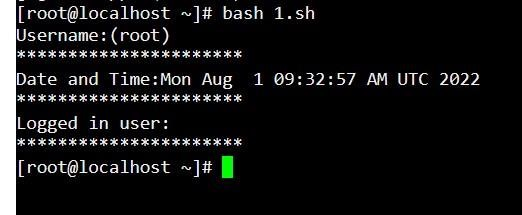 [root@localhost ~]# bash 1.sh
Username:(root)
***********************
Date and Time:Mon Aug  1 09:32:57 AM UTC 2022
***********************
Logged in user:
***********************
[root@localhost ~]#